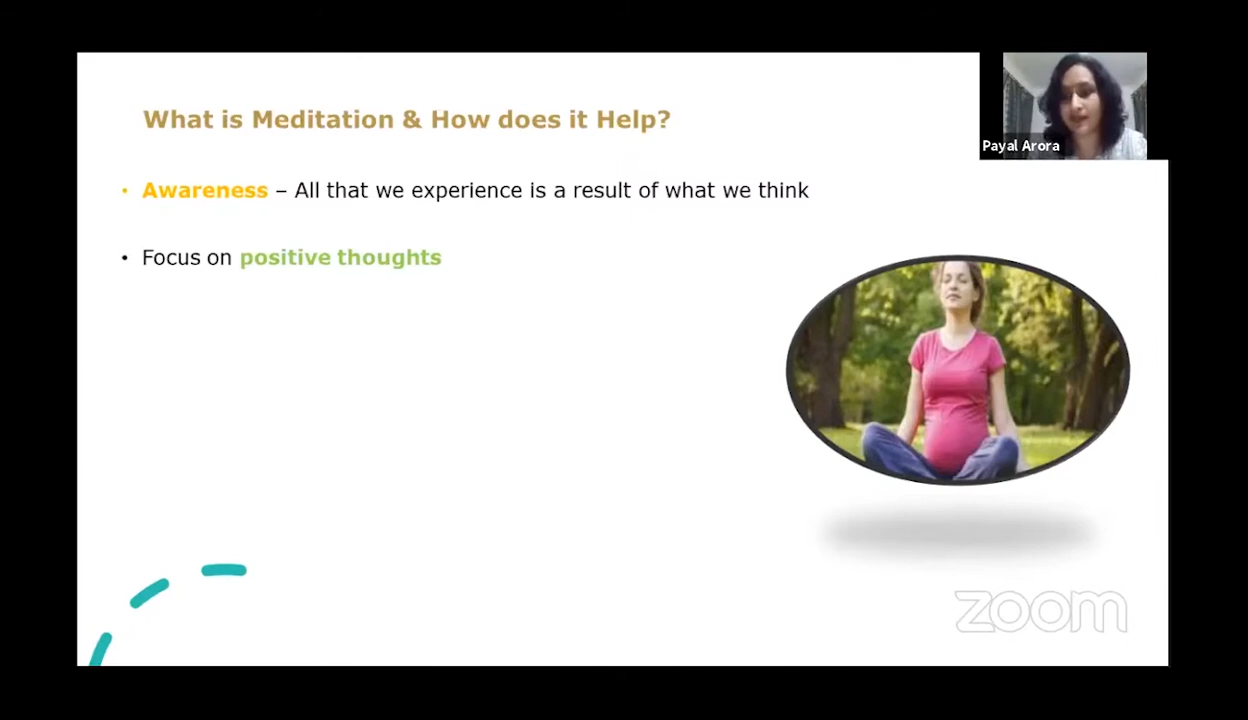 What is Meditation & How does it Help?
Payal Arora
• Awareness – All that we experience is a result of what we think
• Focus on positive thoughts
zoom